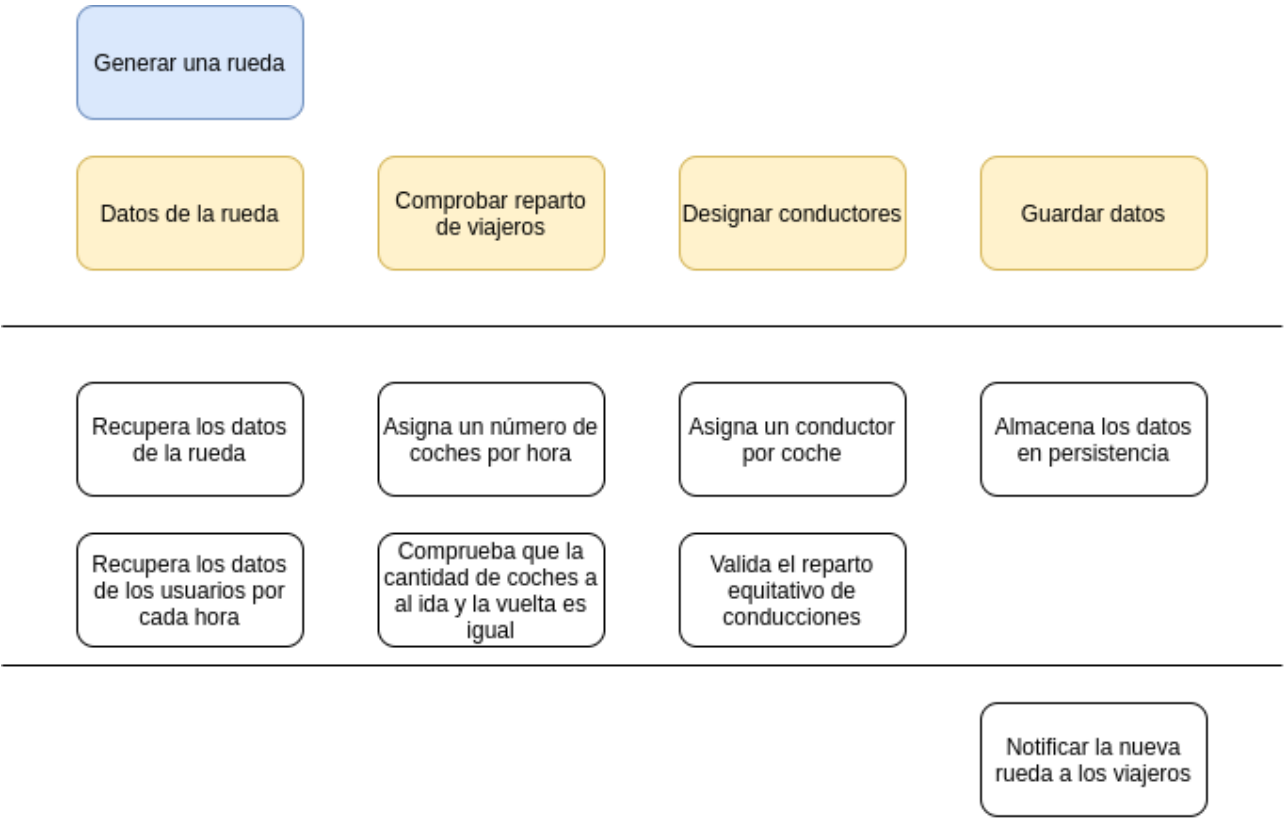 Generar una rueda
Datos de la rueda
Comprobar reparto
de viajeros
Designar conductores
Guardar datos
Recupera los datos
de la rueda
Asigna un número de
coches por hora
Asigna un conductor
por coche
Almacena los datos
en persistencia
Recupera los datos
de los usuarios por
cada hora
Comprueba que la
cantidad de coches a
al ida y la vuelta es
igual
Valida el reparto
equitativo de
conducciones
Notificar la nueva
rueda a los viajeros